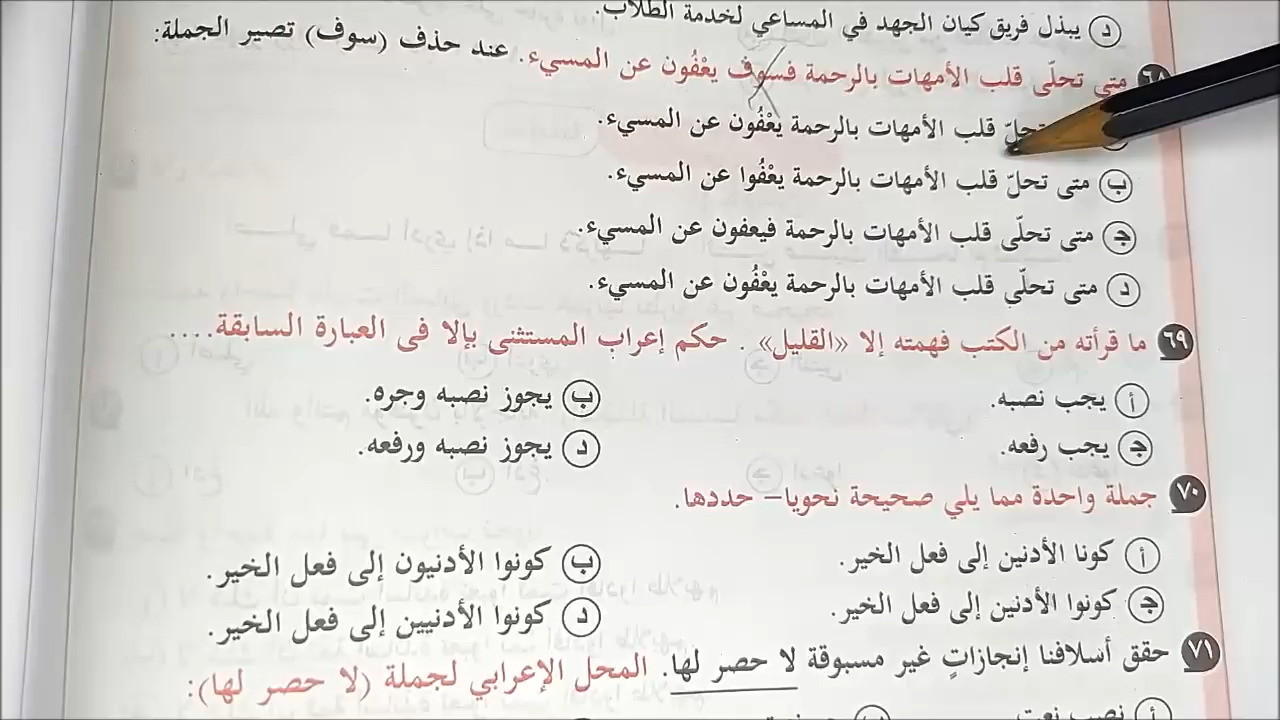 د يبذل فريق كيان الجهد في المساعي لخدمة الطلاب.
متى تحلّى قلب الأمهات بالرحمة فسوف يعْفُون عن المسيء. عند حذف (سوف) تصير الجملة:
تحلّ قلب الأمهات بالرحمة يعْفُون عن المسيء.
ب متى تحلّ قلب الأمهات بالرحمة يعْفُوا عن المسيء.
ج متى تحلّى قلب الأمهات بالرحمة فيعفون عن المسيء.
د متى تحلّي قلب الأمهات بالرحمة يعْفُون عن المسيء.
٦٩ ما قرأته من الكتب فهمته إلا «القليل» . حكم إعراب المستثنى بإلا فى العبارة السابقة....
أ يجب نصبه.
ب يجوز نصبه وجره.
ج يجب رفعه.
د يجوز نصبه ورفعه.
٧٠ جملة واحدة مما يلي صحيحة نحويا– حددها.
أ كونا الأدنين إلى فعل الخير.
ب كونوا الأدنيون إلى فعل الخير.
ج كونوا الأدنين إلى فعل الخير.
د كونوا الأدنيين إلى فعل الخير.
٧١ حقق أسلافنا إنجازاتٍ غير مسبوقة لا حصر لها. المحل الإعرابي لجملة (لا حصر لها):
أ نصب نعت